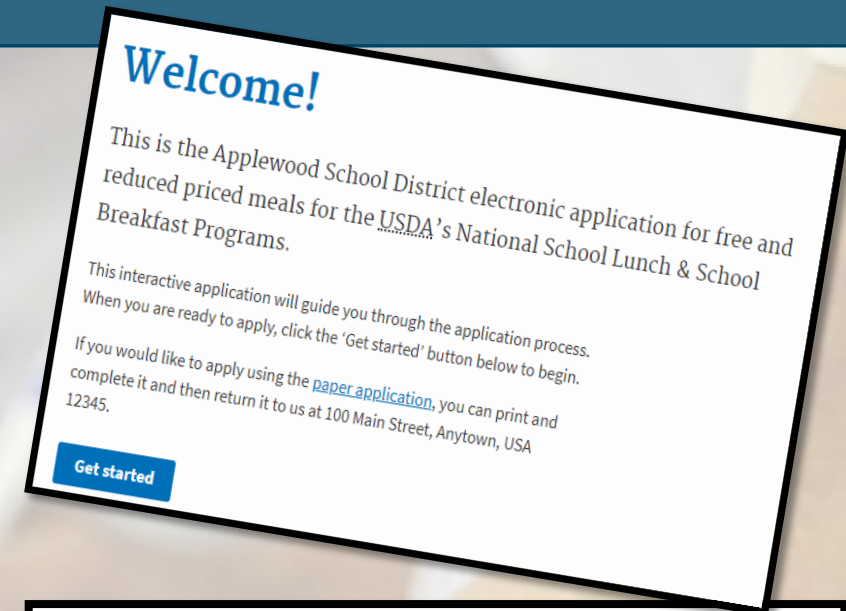 Welcome!
This is the Applewood School District electronic application for free and
reduced priced meals for the USDA’s National School Lunch & School
Breakfast Programs.
This interactive application will guide you through the application process.
When you are ready to apply, click the ‘Get started’ button below to begin.
If you would like to apply using the paper application, you can print and
complete it and then return it to us at 100 Main Street, Anytown, USA
12345.
Get started